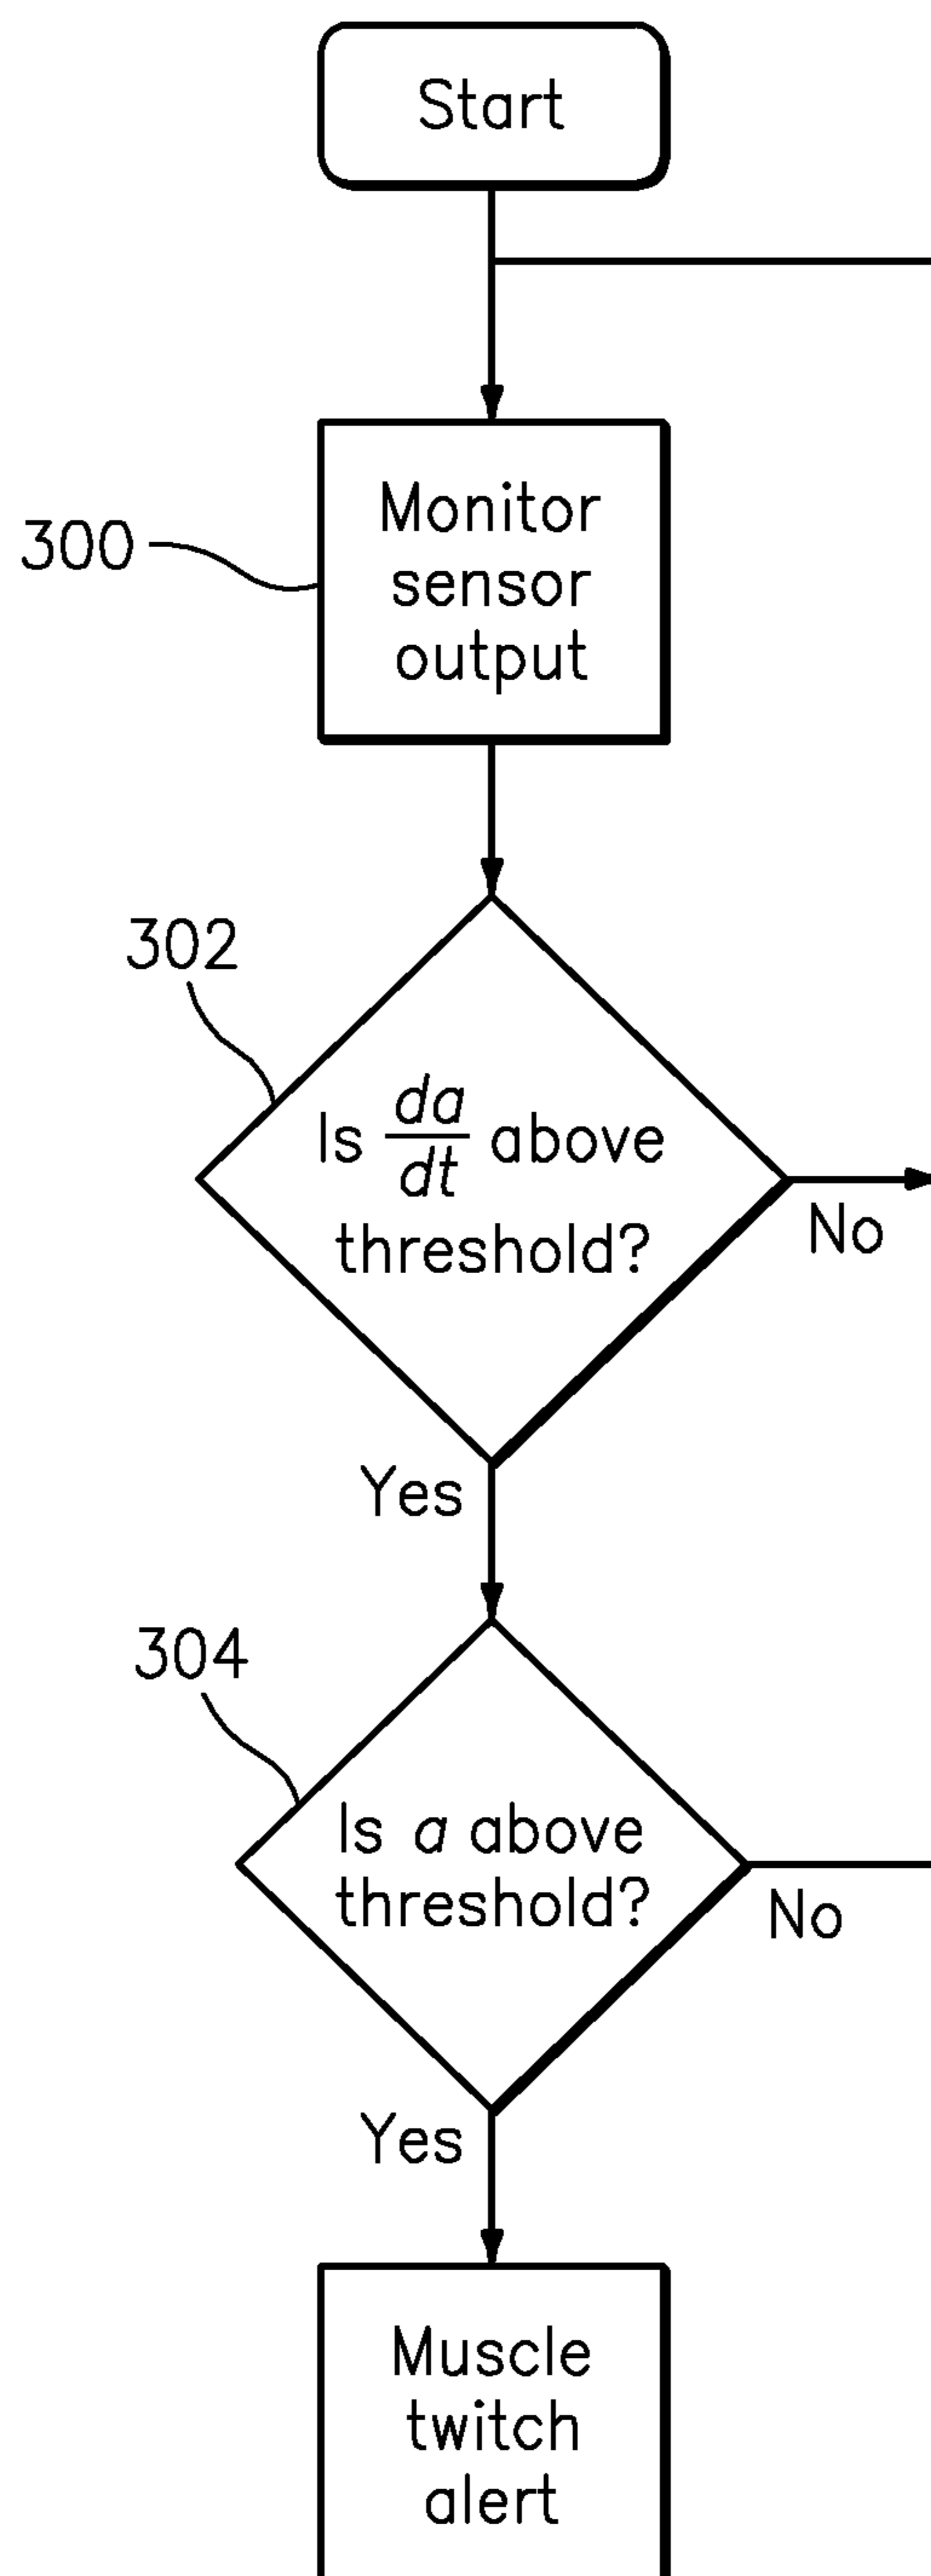 Start
300
Monitor
sensor
output
302
Is da/dt above
threshold?
No
Yes
304
Is a above
threshold?
No
Yes
Muscle
twitch
alert